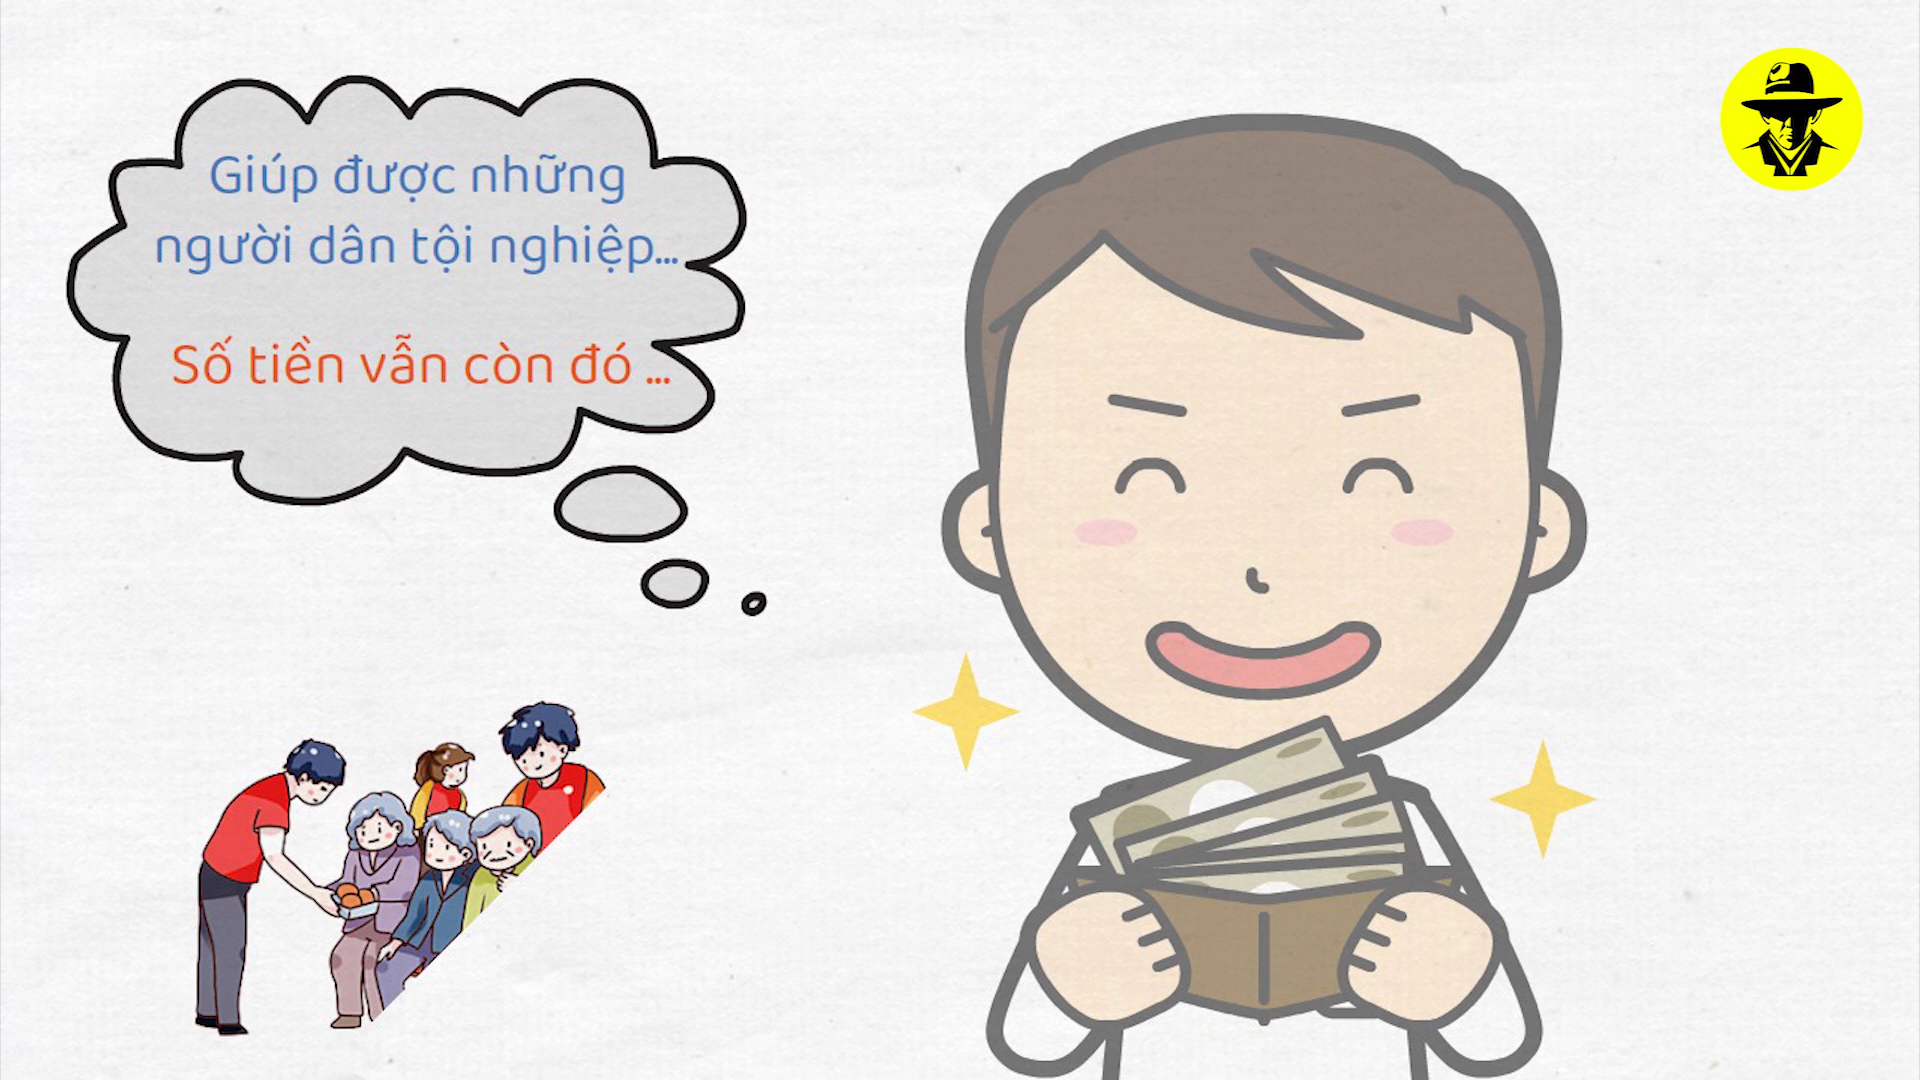 Giúp được những
người dân tội nghiệp...
Số tiền vẫn còn đó ...